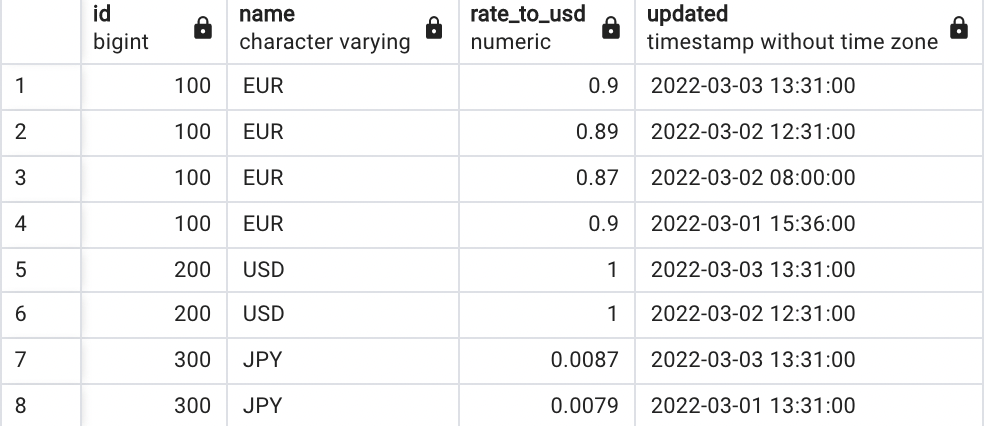 id name rate_to_usd updated
bigint character varying numeric timestamp without time zone
1 100 EUR 0.9 2022-03-03 13:31:00
2 100 EUR 0.89 2022-03-02 12:31:00
3 100 EUR 0.87 2022-03-02 08:00:00
4 100 EUR 0.9 2022-03-01 15:36:00
5 200 USD 1 2022-03-03 13:31:00
6 200 USD 1 2022-03-02 12:31:00
7 300 JPY 0.0087 2022-03-03 13:31:00
8 300 JPY 0.0079 2022-03-01 13:31:00